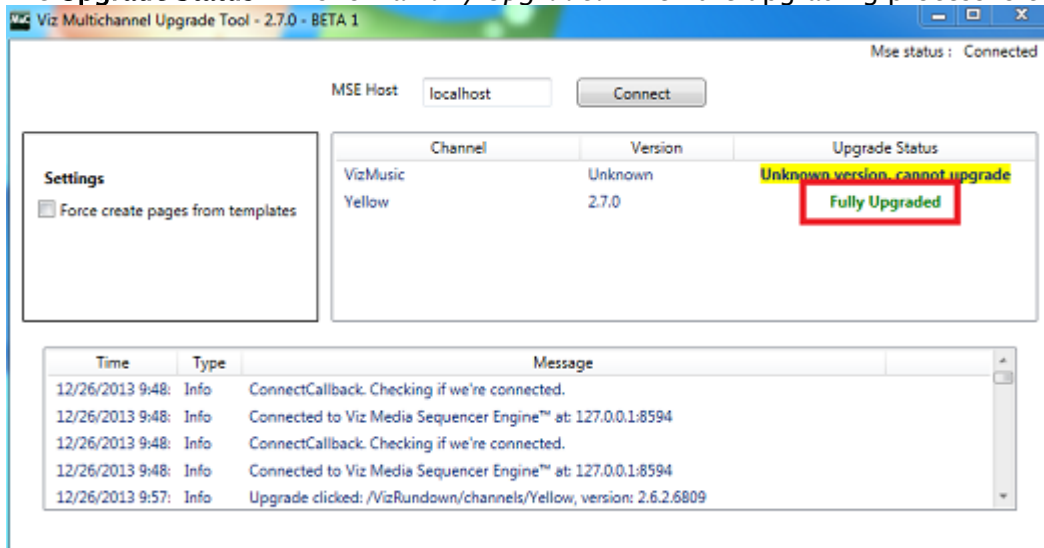 Upgrade Status
Viz Multichannel Upgrade Tool - 2.7.0 - BETA 1
Mse status : Connected
MSE Host localhost Connect
Settings
Force create pages from templates
Channel Version Upgrade Status
VizMusic Unknown Unknown version, cannot upgrade
Yellow 2.7.0 Fully Upgraded
Time Type Message
12/26/2013 9:48: Info ConnectCallback. Checking if we're connected.
12/26/2013 9:48: Info Connected to Viz Media Sequencer Engine™ at: 127.0.0.1:8594
12/26/2013 9:48: Info ConnectCallback. Checking if we're connected.
12/26/2013 9:48: Info Connected to Viz Media Sequencer Engine™ at: 127.0.0.1:8594
12/26/2013 9:57: Info Upgrade clicked: /VizRundown/channels/Yellow, version: 2.6.2.6809